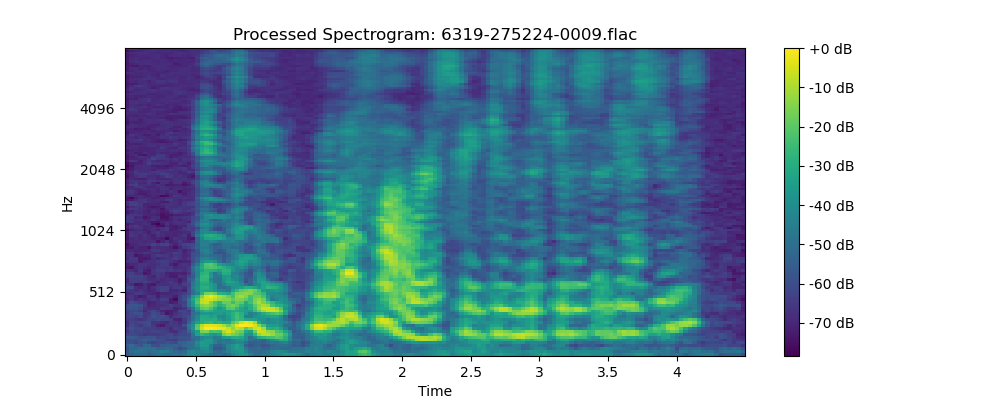 Processed Spectrogram: 6319-275224-0009.flac
Hz
4096
2048
1024
512
0
0 0.5 1 1.5 2 2.5 3 3.5 4
Time
+0 dB
-10 dB
-20 dB
-30 dB
-40 dB
-50 dB
-60 dB
-70 dB